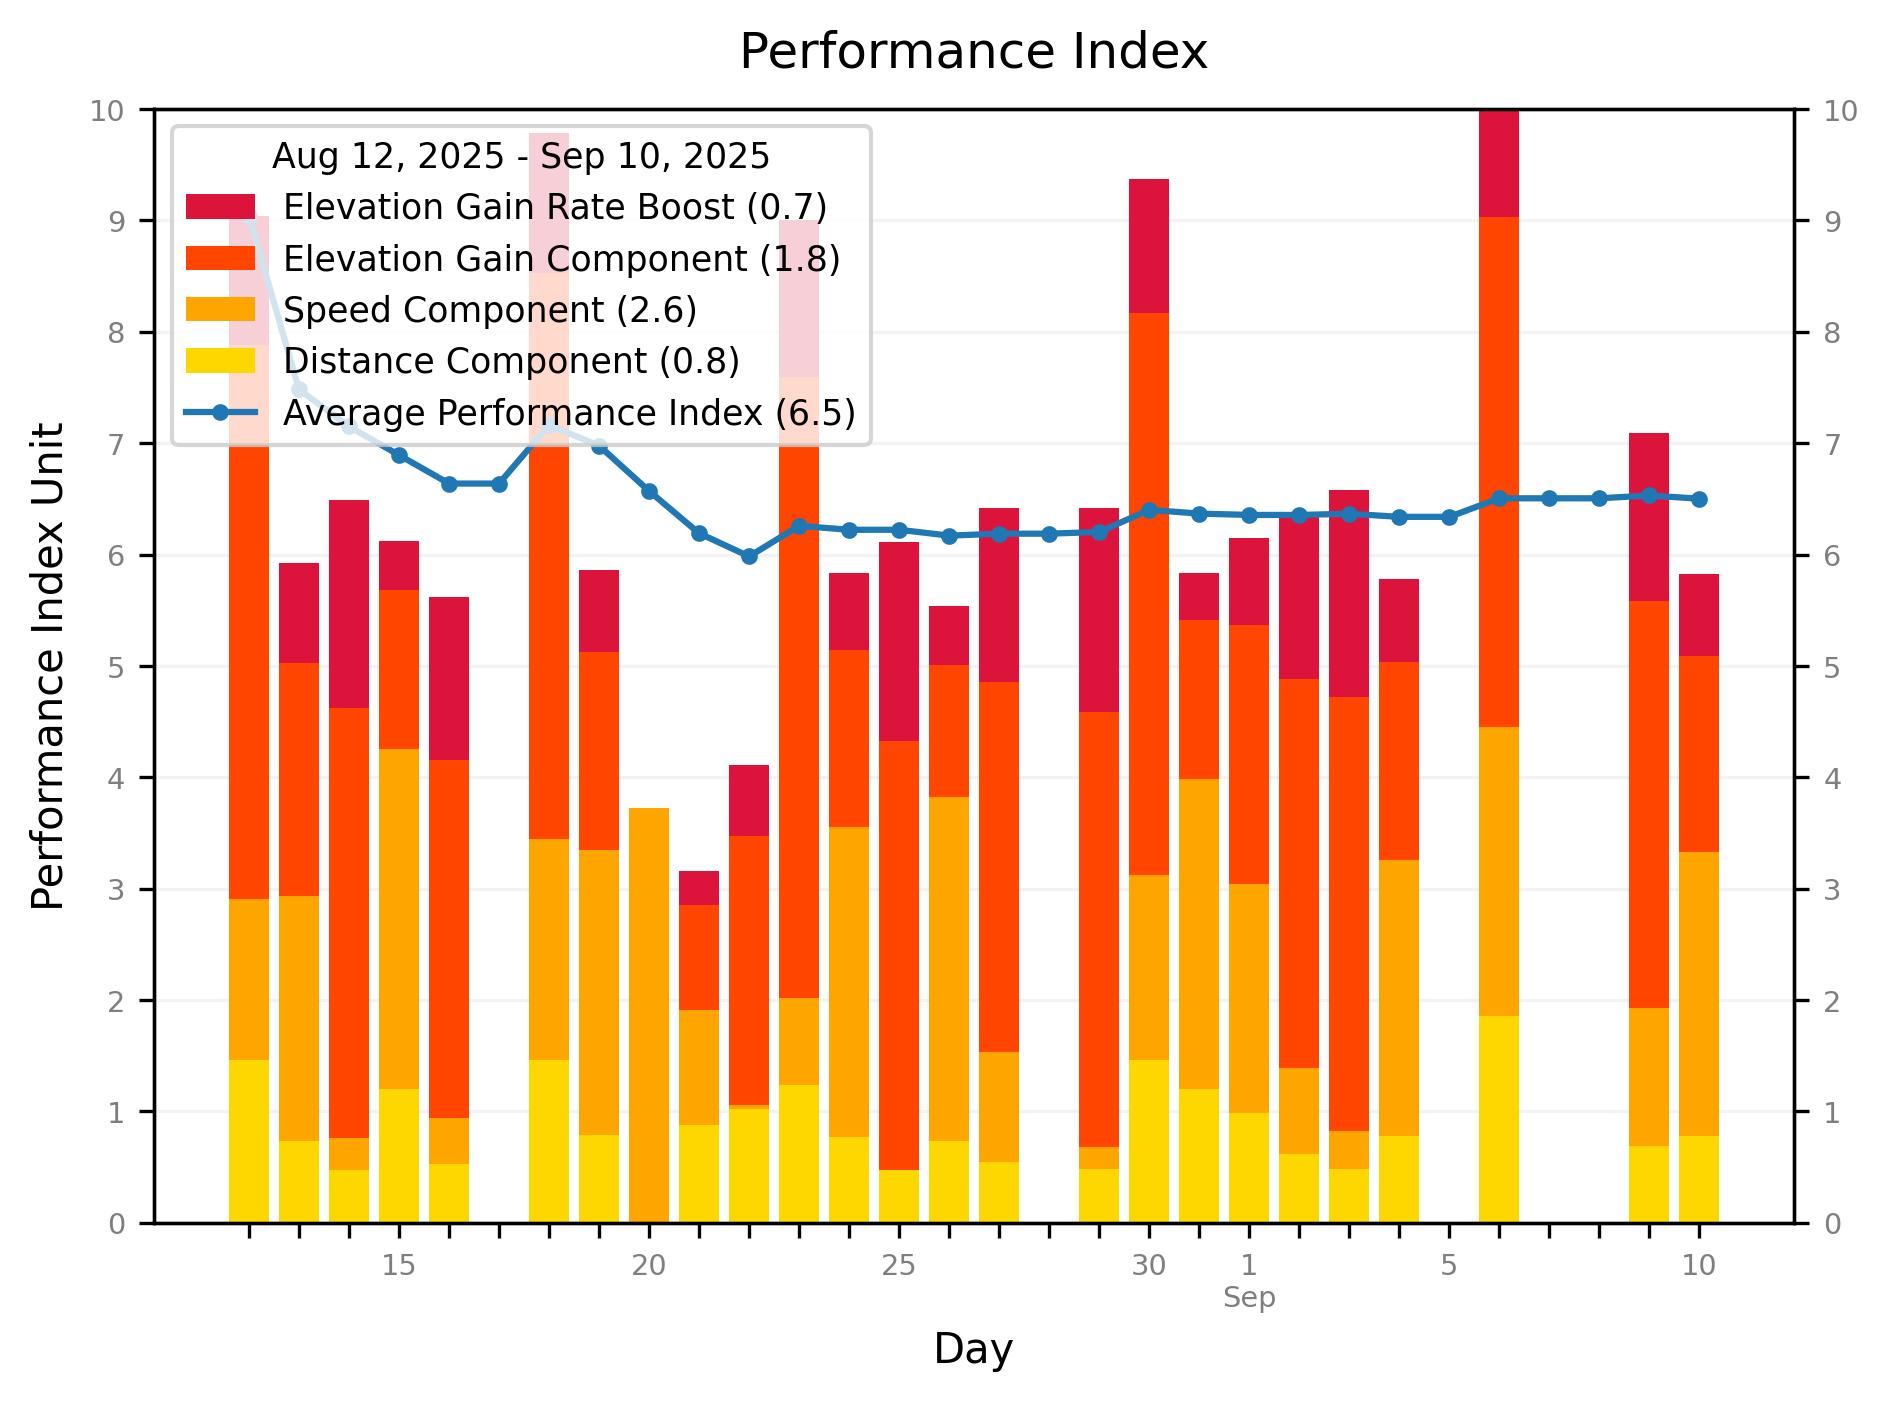 Performance Index
Aug 12, 2025 - Sep 10, 2025
Elevation Gain Rate Boost (0.7)
Elevation Gain Component (1.8)
Speed Component (2.6)
Distance Component (0.8)
Average Performance Index (6.5)
Performance Index Unit
10
9
8
7
6
5
4
3
2
1
0
10
9
8
7
6
5
4
3
2
1
0
15 20 25 30 1 5 10
Sep
Day